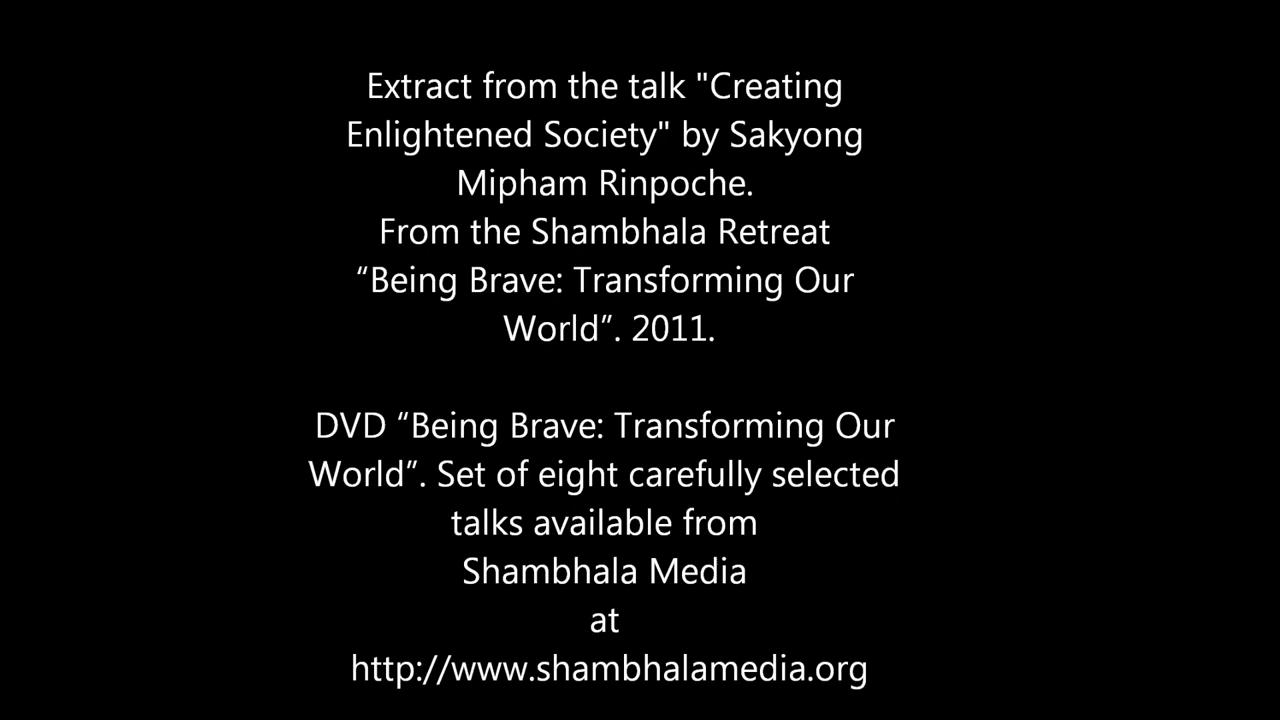 Extract from the talk "Creating
Enlightened Society" by Sakyong
Mipham Rinpoche.
From the Shambhala Retreat
“Being Brave: Transforming Our
World”. 2011.
DVD “Being Brave: Transforming Our
World”. Set of eight carefully selected
talks available from
Shambhala Media
at
http://www.shambhalamedia.org